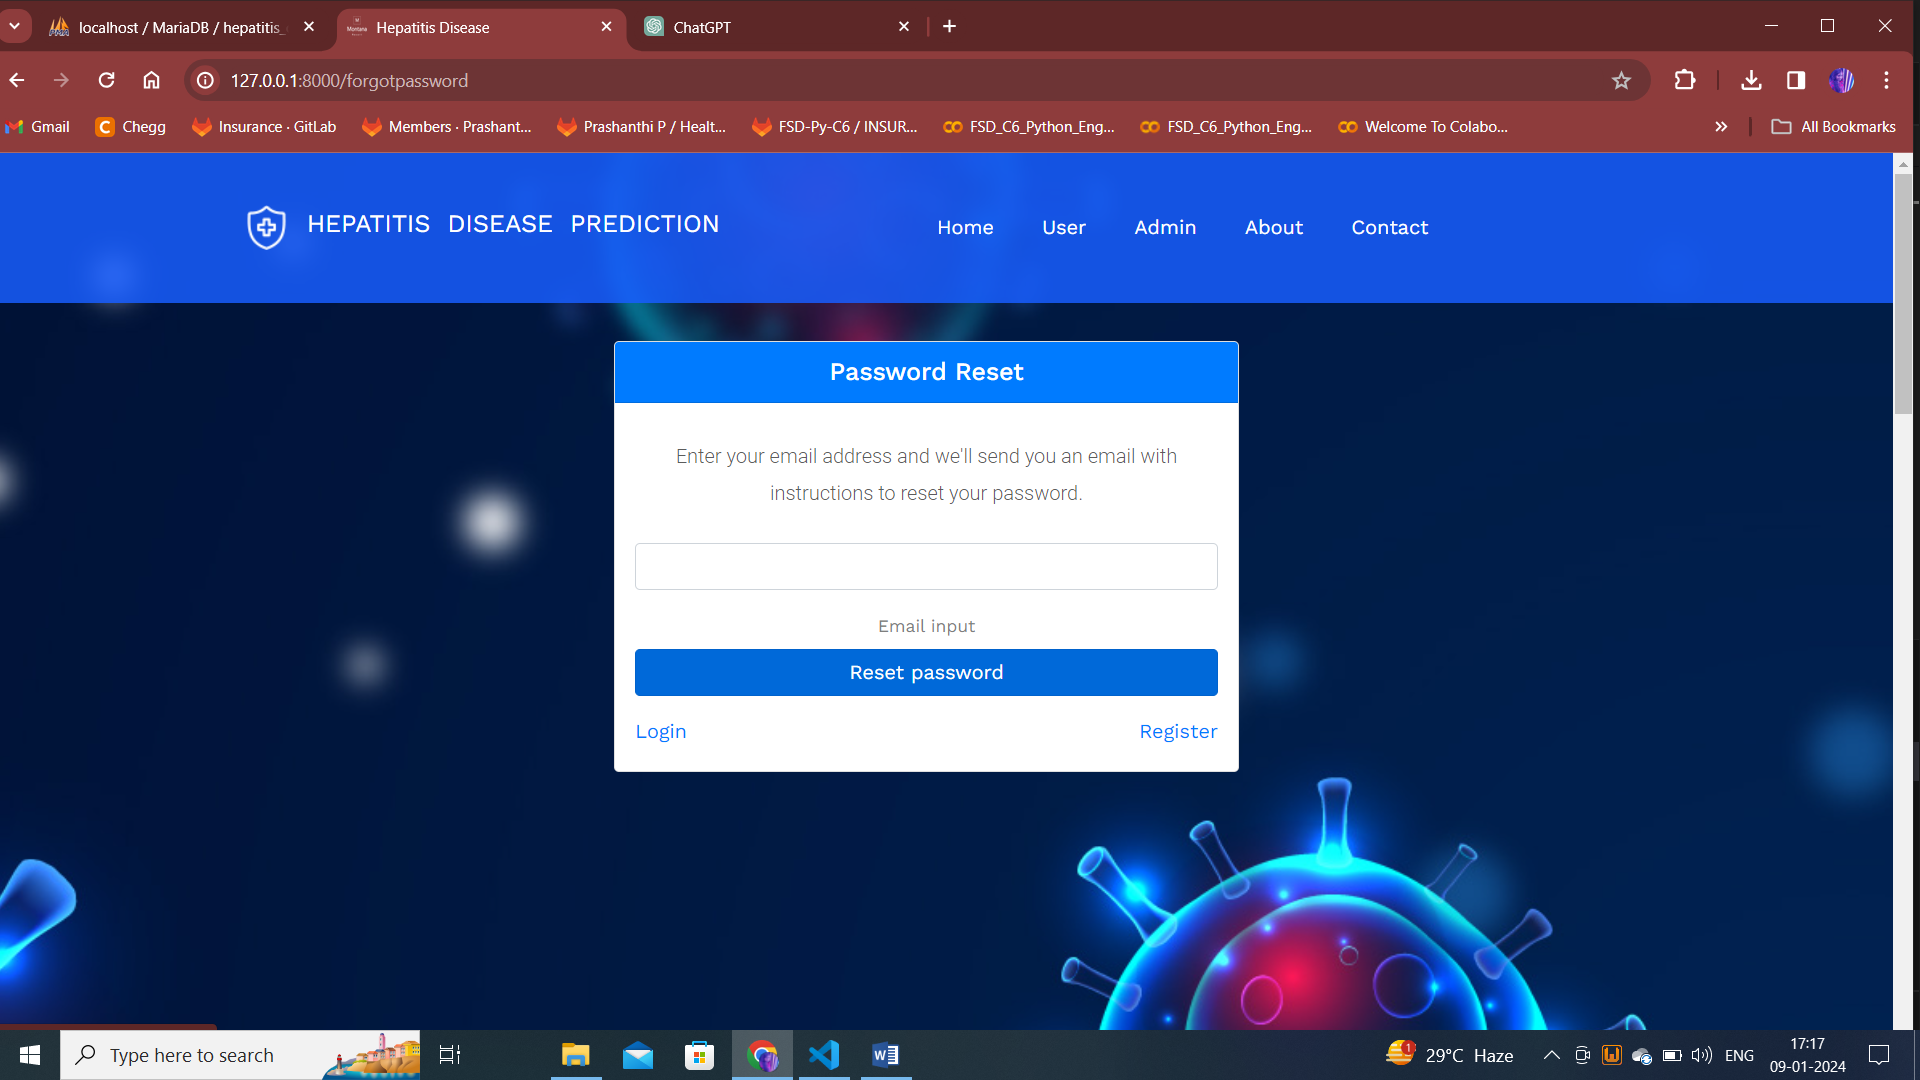 localhost / MariaDB / hepatitis_
Hepatitis Disease
ChatGPT
127.0.0.1:8000/forgotpassword
Gmail
Chegg
Insurance · GitLab
Members · Prashant...
Prashanthi P / Healt...
FSD-Py-C6 / INSUR...
FSD_C6_Python_Eng...
FSD_C6_Python_Eng...
Welcome To Colabo...
All Bookmarks
HEPATITIS DISEASE PREDICTION
Home
User
Admin
About
Contact
Password Reset
Enter your email address and we'll send you an email with
instructions to reset your password.
Email input
Reset password
Login
Register
Type here to search
1
29°C Haze
ENG
17:17
09-01-2024